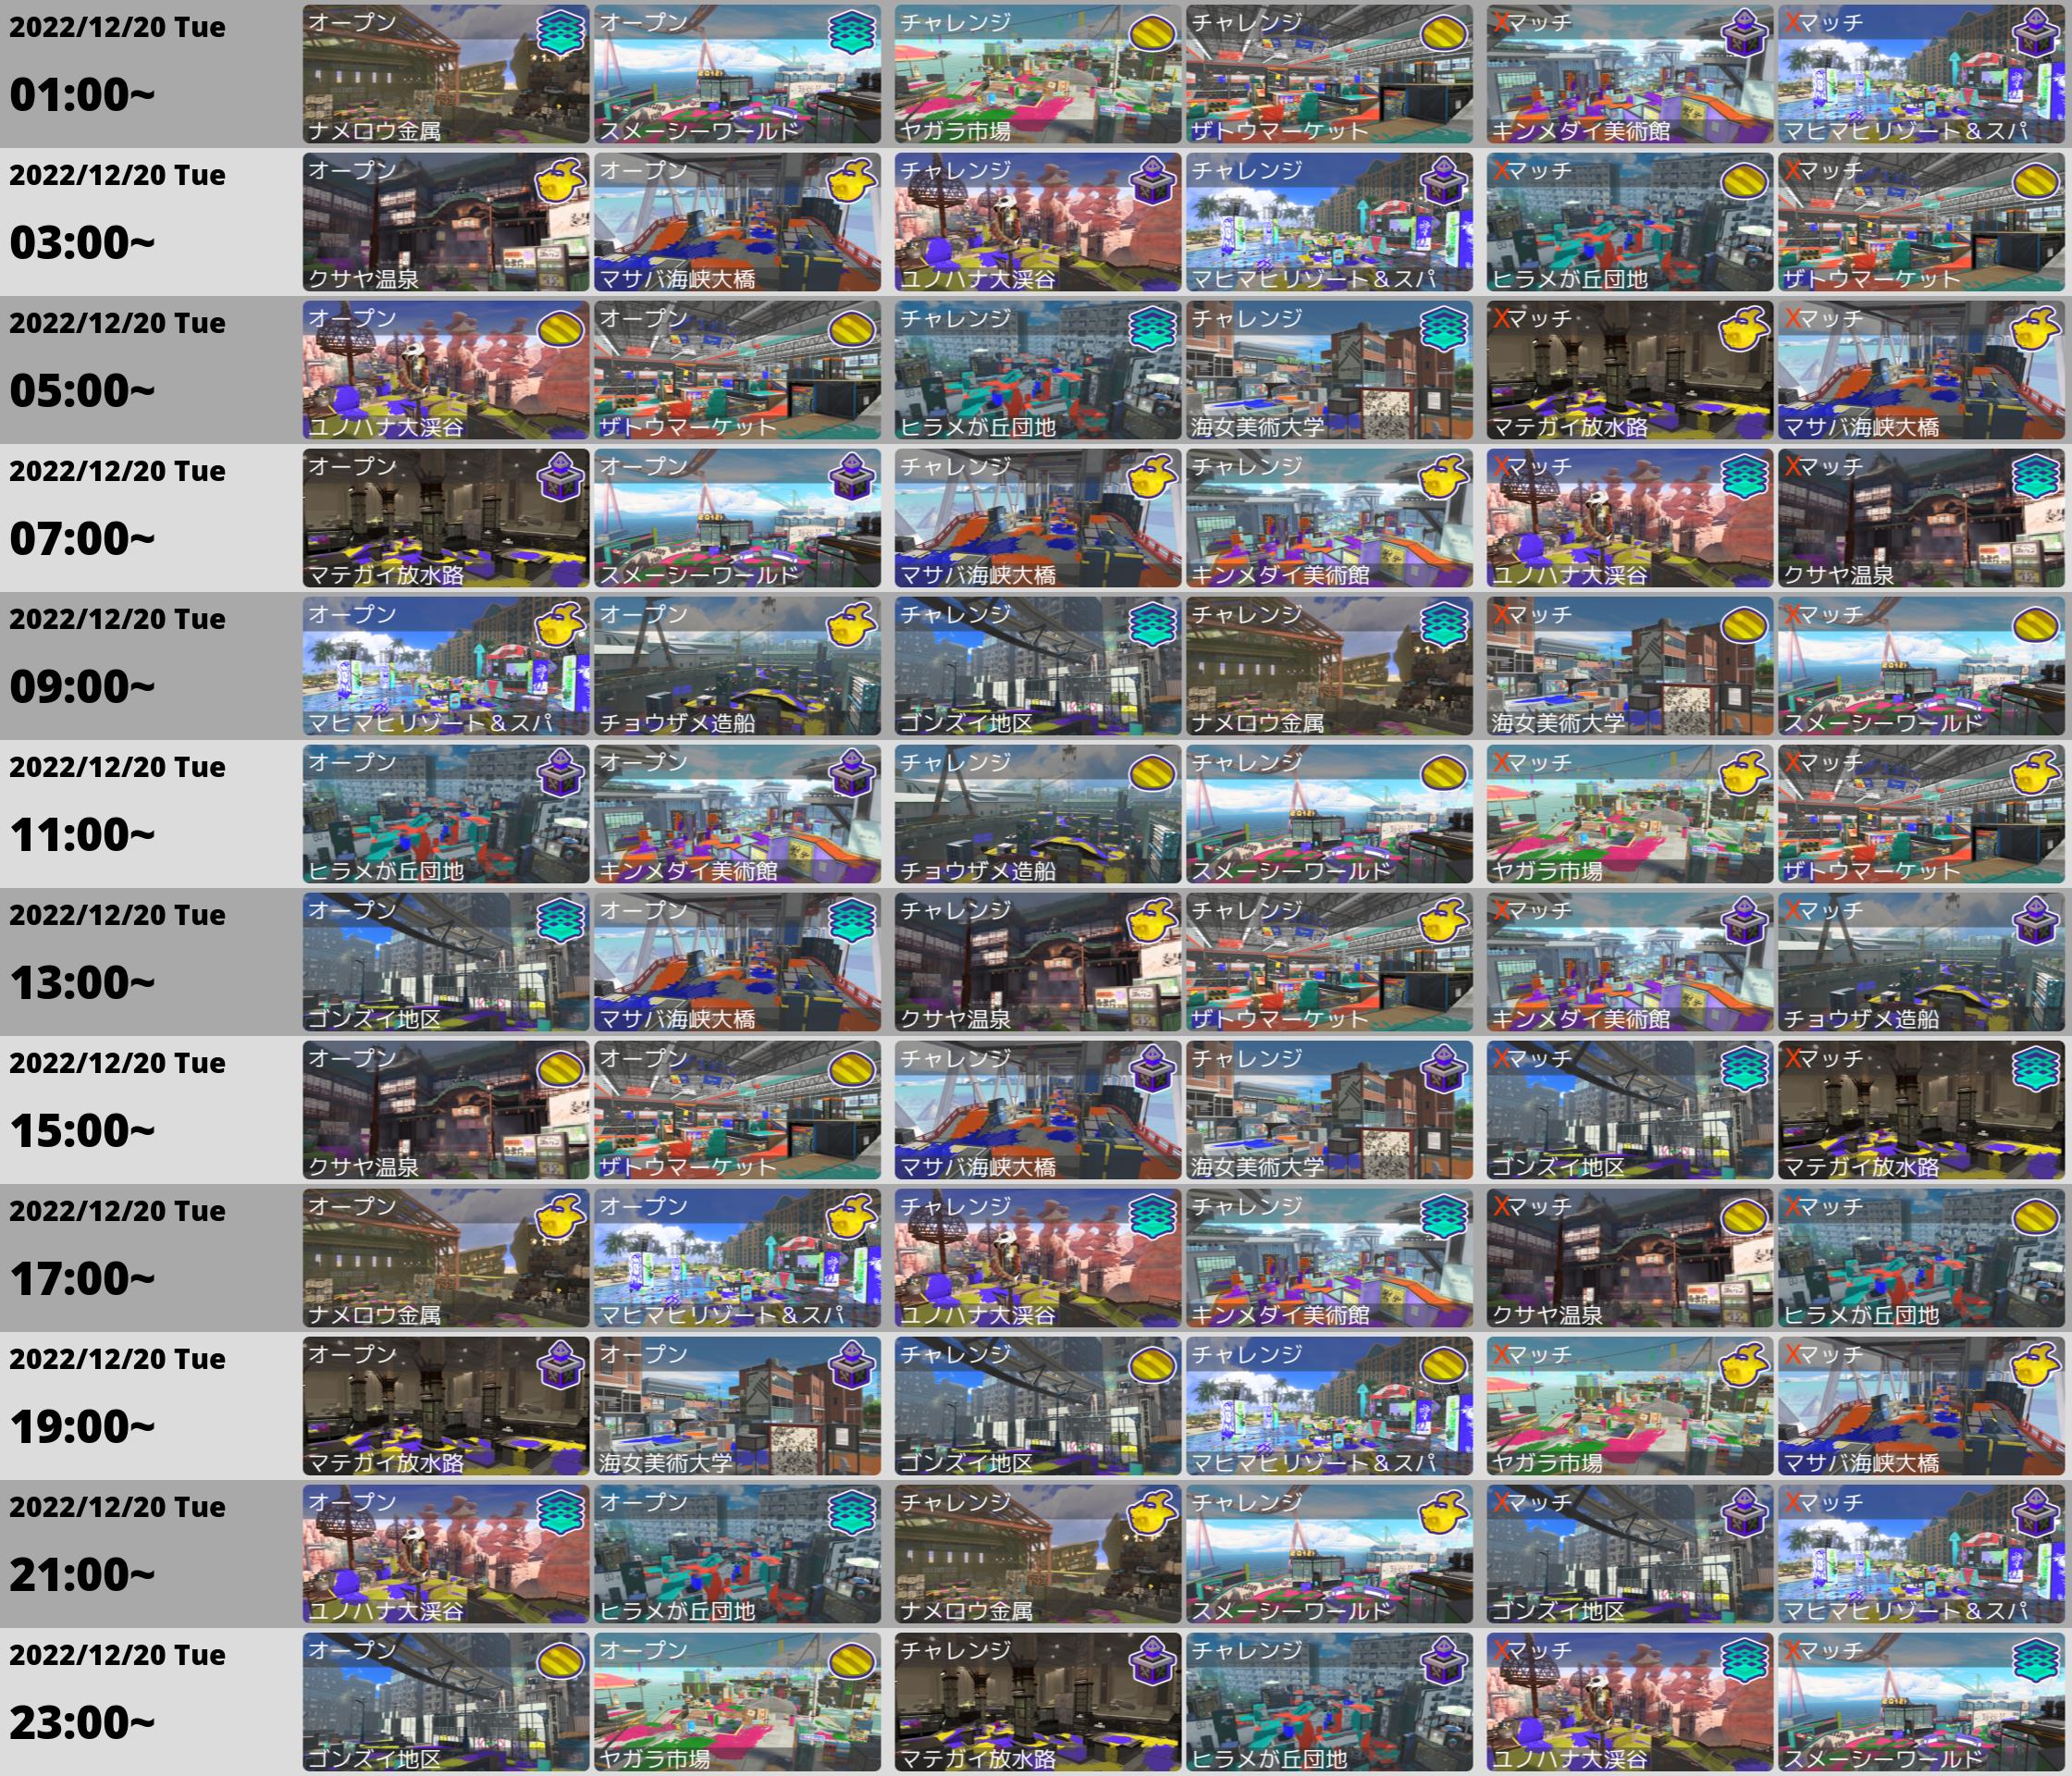 2022/12/20 Tue
01:00~
オープン オープン チャレンジ チャレンジ Xマッチ Xマッチ
ナメロウ金属 スメーシーワールド ヤガラ市場 ザトウマーケット キンメダイ美術館 マヒマヒリゾート＆スパ
2022/12/20 Tue
03:00~
オープン オープン チャレンジ チャレンジ Xマッチ Xマッチ
クサヤ温泉 マサバ海峡大橋 ユノハナ大渓谷 マヒマヒリゾート＆スパ ヒラメが丘団地 ザトウマーケット
2022/12/20 Tue
05:00~
オープン オープン チャレンジ チャレンジ Xマッチ Xマッチ
ユノハナ大渓谷 ザトウマーケット ヒラメが丘団地 海女美術大学 マテガイ放水路 マサバ海峡大橋
2022/12/20 Tue
07:00~
オープン オープン チャレンジ チャレンジ Xマッチ Xマッチ
マテガイ放水路 スメーシーワールド マサバ海峡大橋 キンメダイ美術館 ユノハナ大渓谷 クサヤ温泉
2022/12/20 Tue
09:00~
オープン オープン チャレンジ チャレンジ Xマッチ Xマッチ
マヒマヒリゾート＆スパ チョウザメ造船 ゴンズイ地区 ナメロウ金属 海女美術大学 スメーシーワールド
2022/12/20 Tue
11:00~
オープン オープン チャレンジ チャレンジ Xマッチ Xマッチ
ヒラメが丘団地 キンメダイ美術館 チョウザメ造船 スメーシーワールド ヤガラ市場 ザトウマーケット
2022/12/20 Tue
13:00~
オープン オープン チャレンジ チャレンジ Xマッチ Xマッチ
ゴンズイ地区 マサバ海峡大橋 クサヤ温泉 ザトウマーケット キンメダイ美術館 チョウザメ造船
2022/12/20 Tue
15:00~
オープン オープン チャレンジ チャレンジ Xマッチ Xマッチ
クサヤ温泉 ザトウマーケット マサバ海峡大橋 海女美術大学 ゴンズイ地区 マテガイ放水路
2022/12/20 Tue
17:00~
オープン オープン チャレンジ チャレンジ Xマッチ Xマッチ
ナメロウ金属 マヒマヒリゾート＆スパ ユノハナ大渓谷 キンメダイ美術館 クサヤ温泉 ヒラメが丘団地
2022/12/20 Tue
19:00~
オープン オープン チャレンジ チャレンジ Xマッチ Xマッチ
マテガイ放水路 海女美術大学 ゴンズイ地区 マヒマヒリゾート＆スパ ヤガラ市場 マサバ海峡大橋
2022/12/20 Tue
21:00~
オープン オープン チャレンジ チャレンジ Xマッチ Xマッチ
ユノハナ大渓谷 ヒラメが丘団地 ナメロウ金属 スメーシーワールド ゴンズイ地区 マヒマヒリゾート＆スパ
2022/12/20 Tue
23:00~
オープン オープン チャレンジ チャレンジ Xマッチ Xマッチ
ゴンズイ地区 ヤガラ市場 マテガイ放水路 ヒラメが丘団地 ユノハナ大渓谷 スメーシーワールド